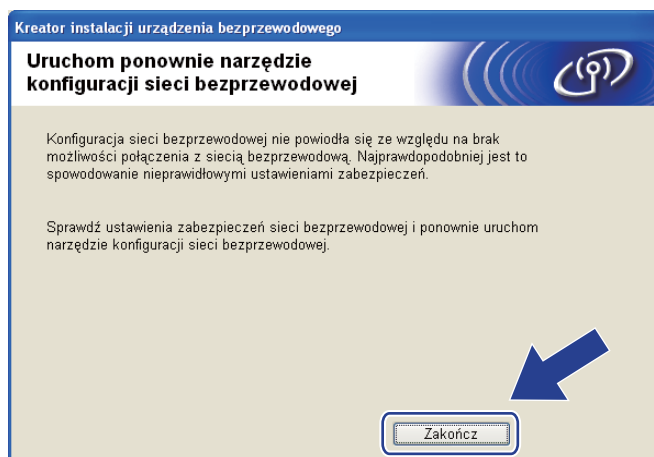 Kreator instalacji urządzenia bezprzewodowego
Uruchom ponownie narzędzie
konfiguracji sieci bezprzewodowej
Konfiguracja sieci bezprzewodowej nie powiodła się ze względu na brak
możliwości połączenia z siecią bezprzewodową. Najprawdopodobniej jest to
spowodowanie nieprawidłowymi ustawieniami zabezpieczeń.
Sprawdź ustawienia zabezpieczeń sieci bezprzewodowej i ponownie uruchom
narzędzie konfiguracji sieci bezprzewodowej.
Zakończ